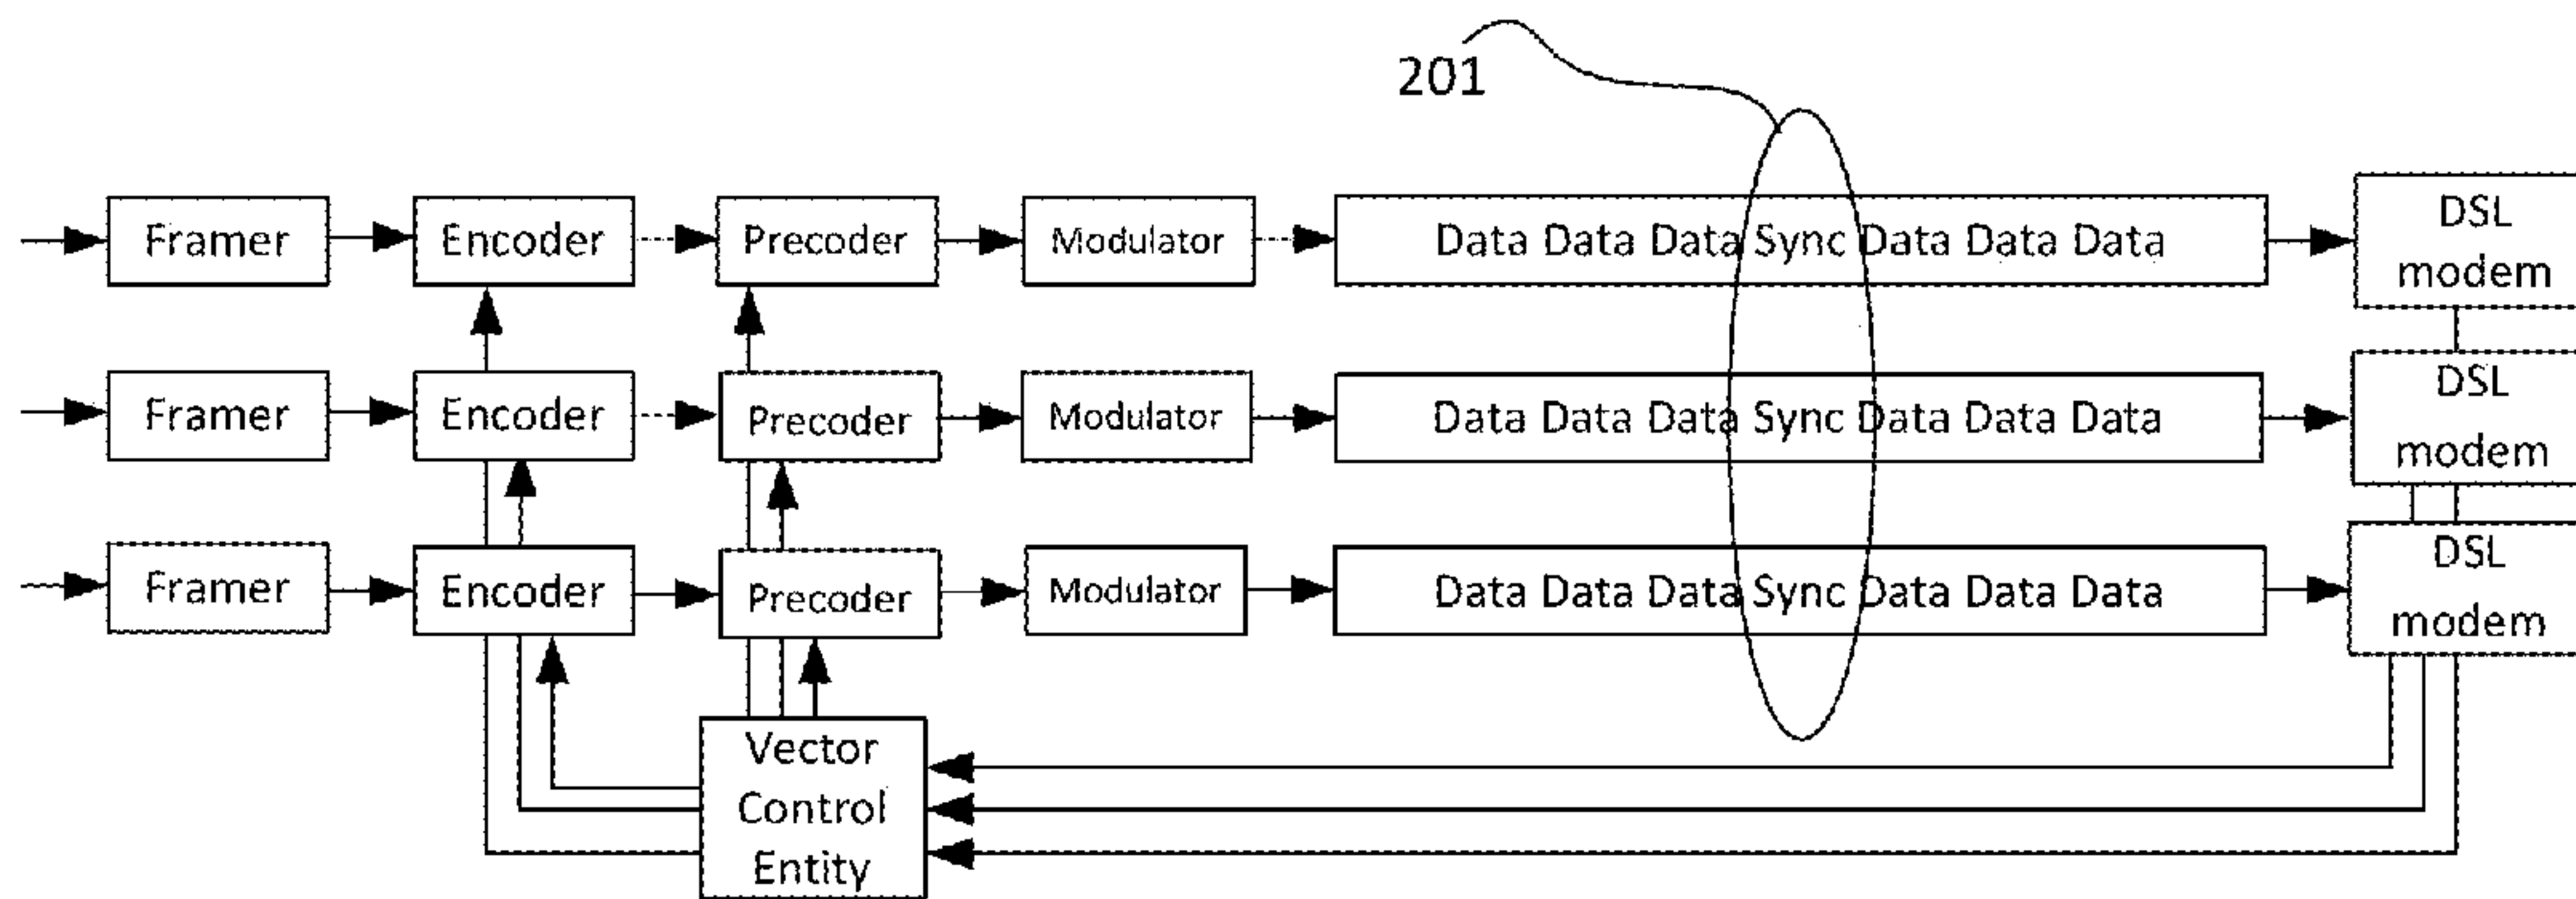 201
Framer
Encoder
Precoder
Modulator
Data Data Data Sync Data Data Data
DSL
modem
Framer
Encoder
Precoder
Modulator
Data Data Data Sync Data Data Data
DSL
modem
Framer
Encoder
Precoder
Modulator
Data Data Data Sync Data Data Data
DSL
modem
Vector
Control
Entity